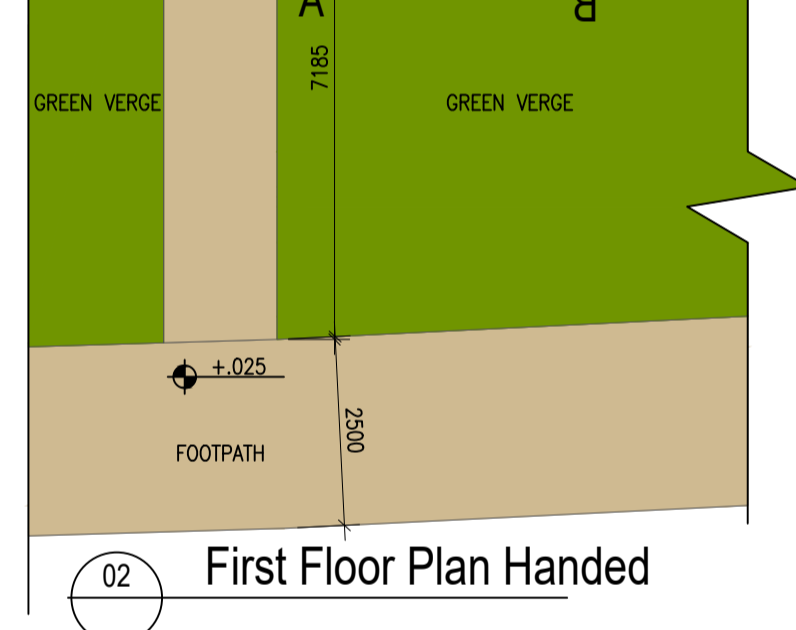 A
B
7185
GREEN VERGE
GREEN VERGE
+.025
2500
FOOTPATH
02
First Floor Plan Handed